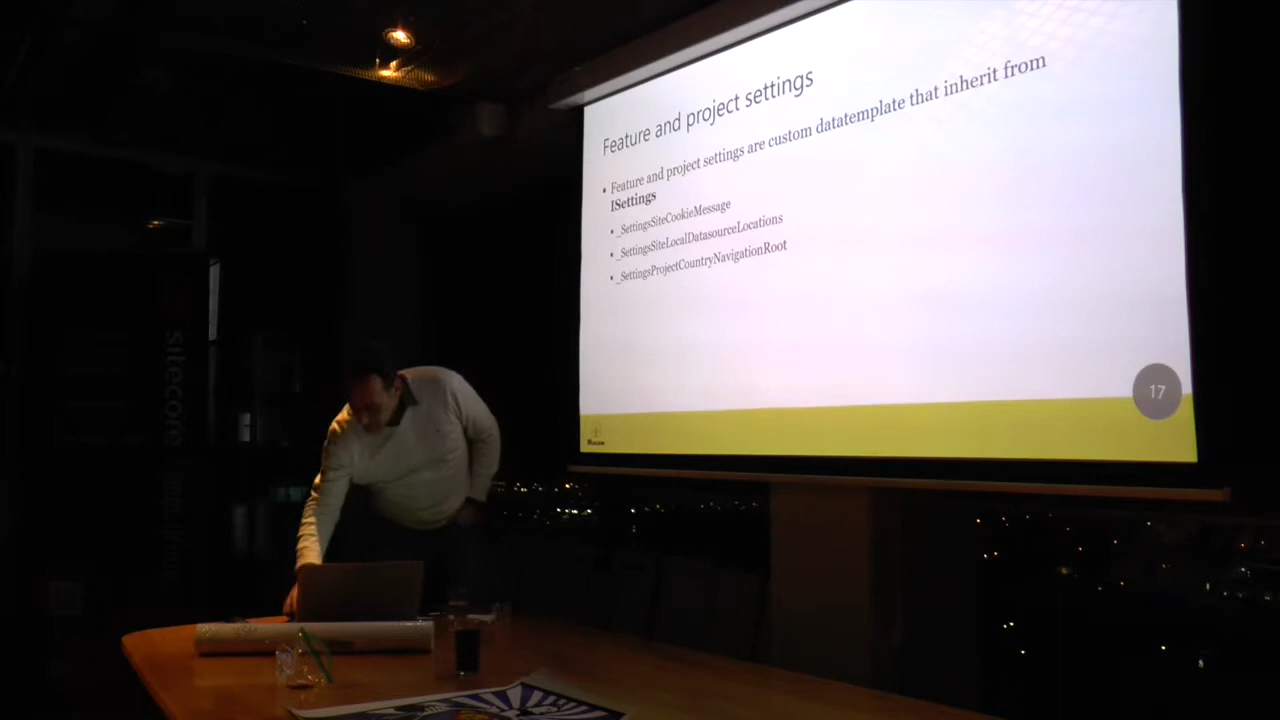 Feature and project settings
▪ Feature and project settings are custom datatemplate that inherit from
ISettings
▪ _SettingsSiteCookieMessage
▪ _SettingsSiteLocalDatasourceLocations
▪ _SettingsProjectCountryNavigationRoot
17
sitecore